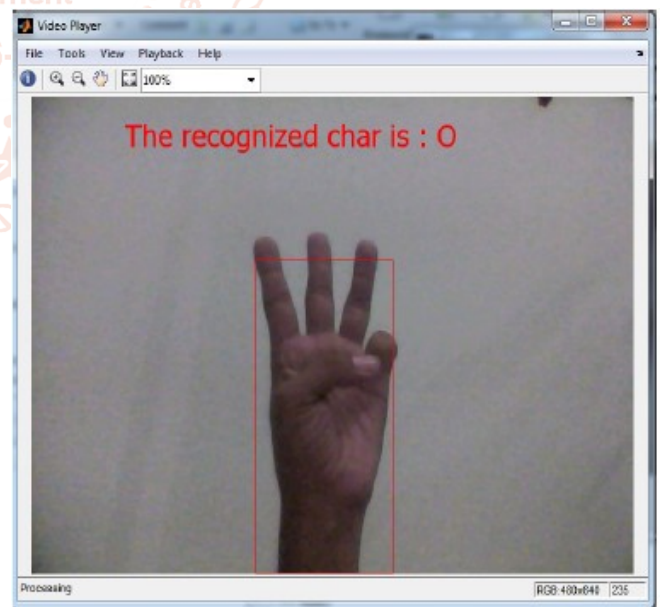 Video Player
File Tools View Playback Help
100%
The recognized char is : O
Processing
RGB:480x640 235